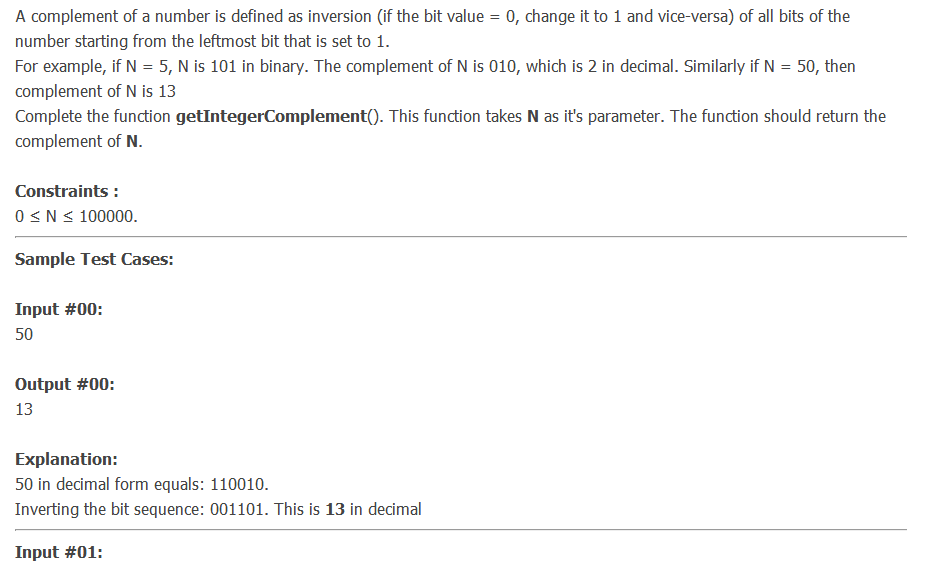 A complement of a number is defined as inversion (if the bit value = 0, change it to 1 and vice-versa) of all bits of the
number starting from the leftmost bit that is set to 1.
For example, if N = 5, N is 101 in binary. The complement of N is 010, which is 2 in decimal. Similarly if N = 50, then
complement of N is 13
Complete the function getIntegerComplement(). This function takes N as it's parameter. The function should return the
complement of N.
Constraints :
0 ≤ N ≤ 100000.
Sample Test Cases:
Input #00:
50
Output #00:
13
Explanation:
50 in decimal form equals: 110010.
Inverting the bit sequence: 001101. This is 13 in decimal
Input #01: